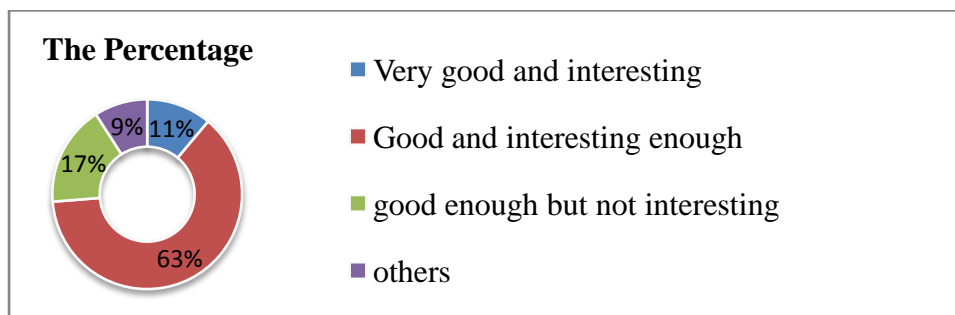 The Percentage
11%
63%
17%
9%
Very good and interesting
Good and interesting enough
good enough but not interesting
others